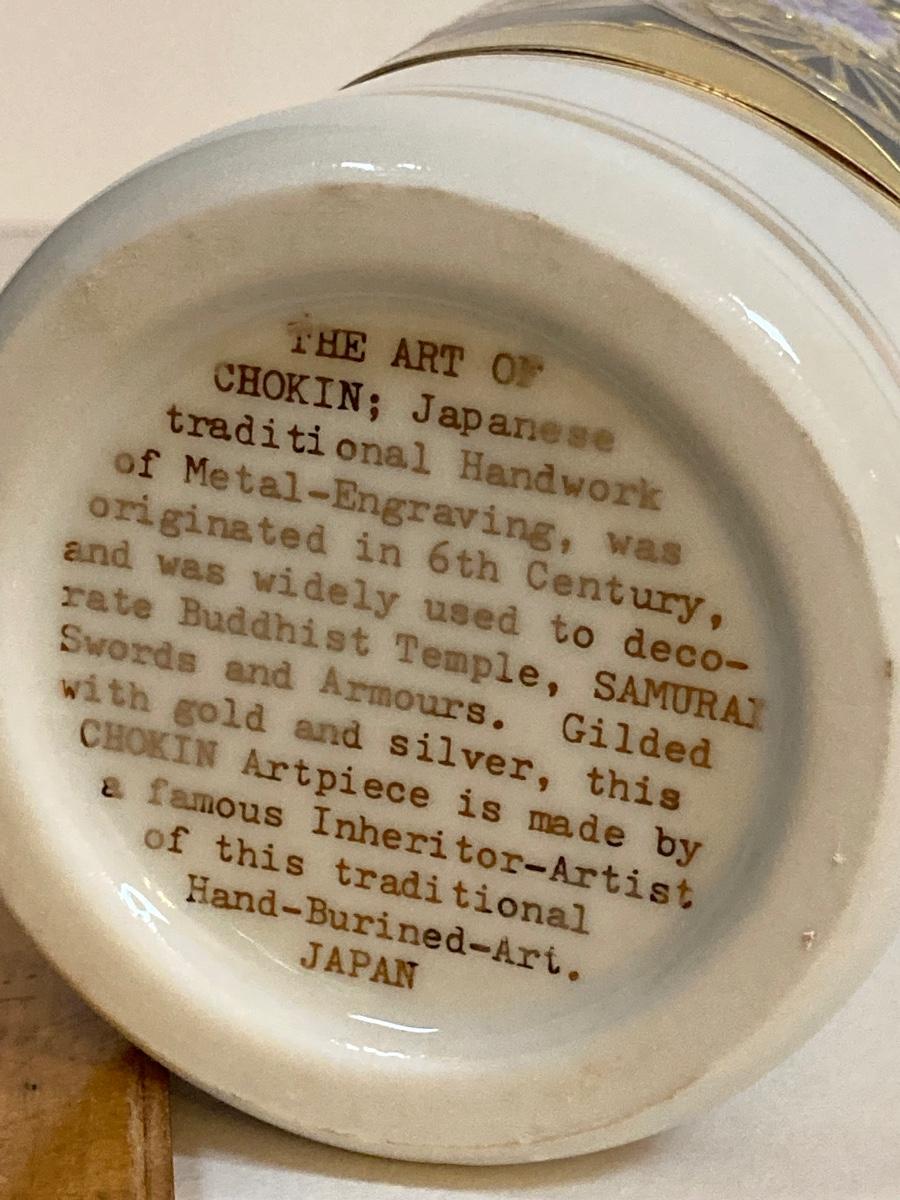 THE ART OF
CHOKIN; Japanese
traditional Handwork
of Metal-Engraving, was
originated in 6th Century,
and was widely used to deco-
rate Buddhist Temple, SAMURAI
Swords and Armours. Gilded
with gold and silver, this
CHOKIN Artpiece is made by
a famous Inheritor-Artist
of this traditional
Hand-Burined-Art.
JAPAN